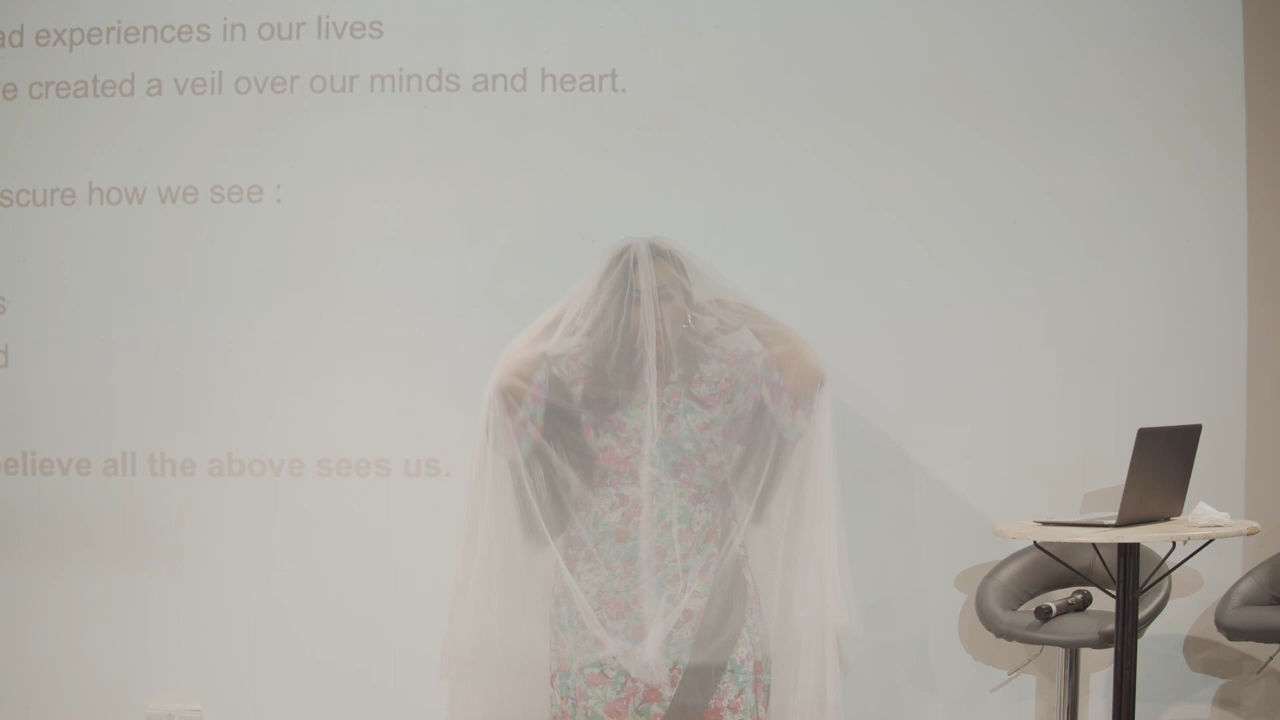 ad experiences in our lives
e created a veil over our minds and heart.
scure how we see :
s
d
elieve all the above sees us.